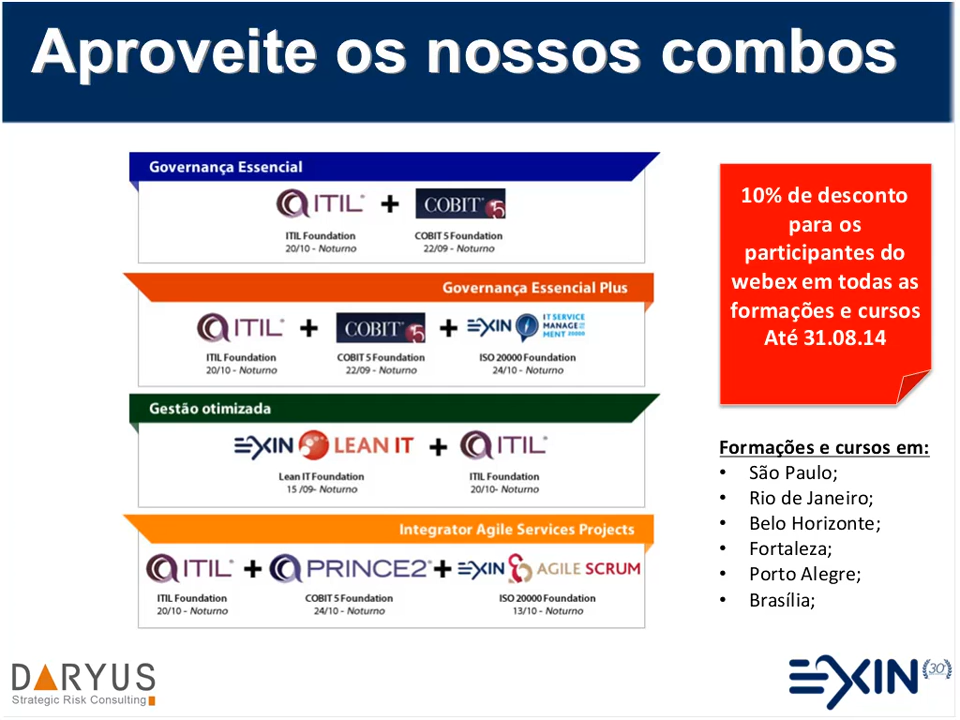 Aproveite os nossos combos
Governança Essencial
ITIL® + COBIT® 5
ITIL Foundation COBIT 5 Foundation
20/10 - Noturno 22/09 - Noturno
Governança Essencial Plus
ITIL® + COBIT® 5 + EXIN IT SERVICE MANAGEMENT 20000
ITIL Foundation COBIT 5 Foundation ISO 20000 Foundation
20/10 - Noturno 22/09 - Noturno 24/10 - Noturno
Gestão otimizada
EXIN LEAN IT + ITIL®
Lean IT Foundation ITIL Foundation
15 /09- Noturno 20/10- Noturno
Integrator Agile Services Projects
ITIL® + PRINCE2® + EXIN AGILE SCRUM
ITIL Foundation COBIT 5 Foundation ISO 20000 Foundation
20/10 - Noturno 24/10 - Noturno 13/10 - Noturno
10% de desconto
para os
participantes do
webex em todas as
formações e cursos
Até 31.08.14
Formações e cursos em:
• São Paulo;
• Rio de Janeiro;
• Belo Horizonte;
• Fortaleza;
• Porto Alegre;
• Brasília;
DARYUS
Strategic Risk Consulting
EXIN 30